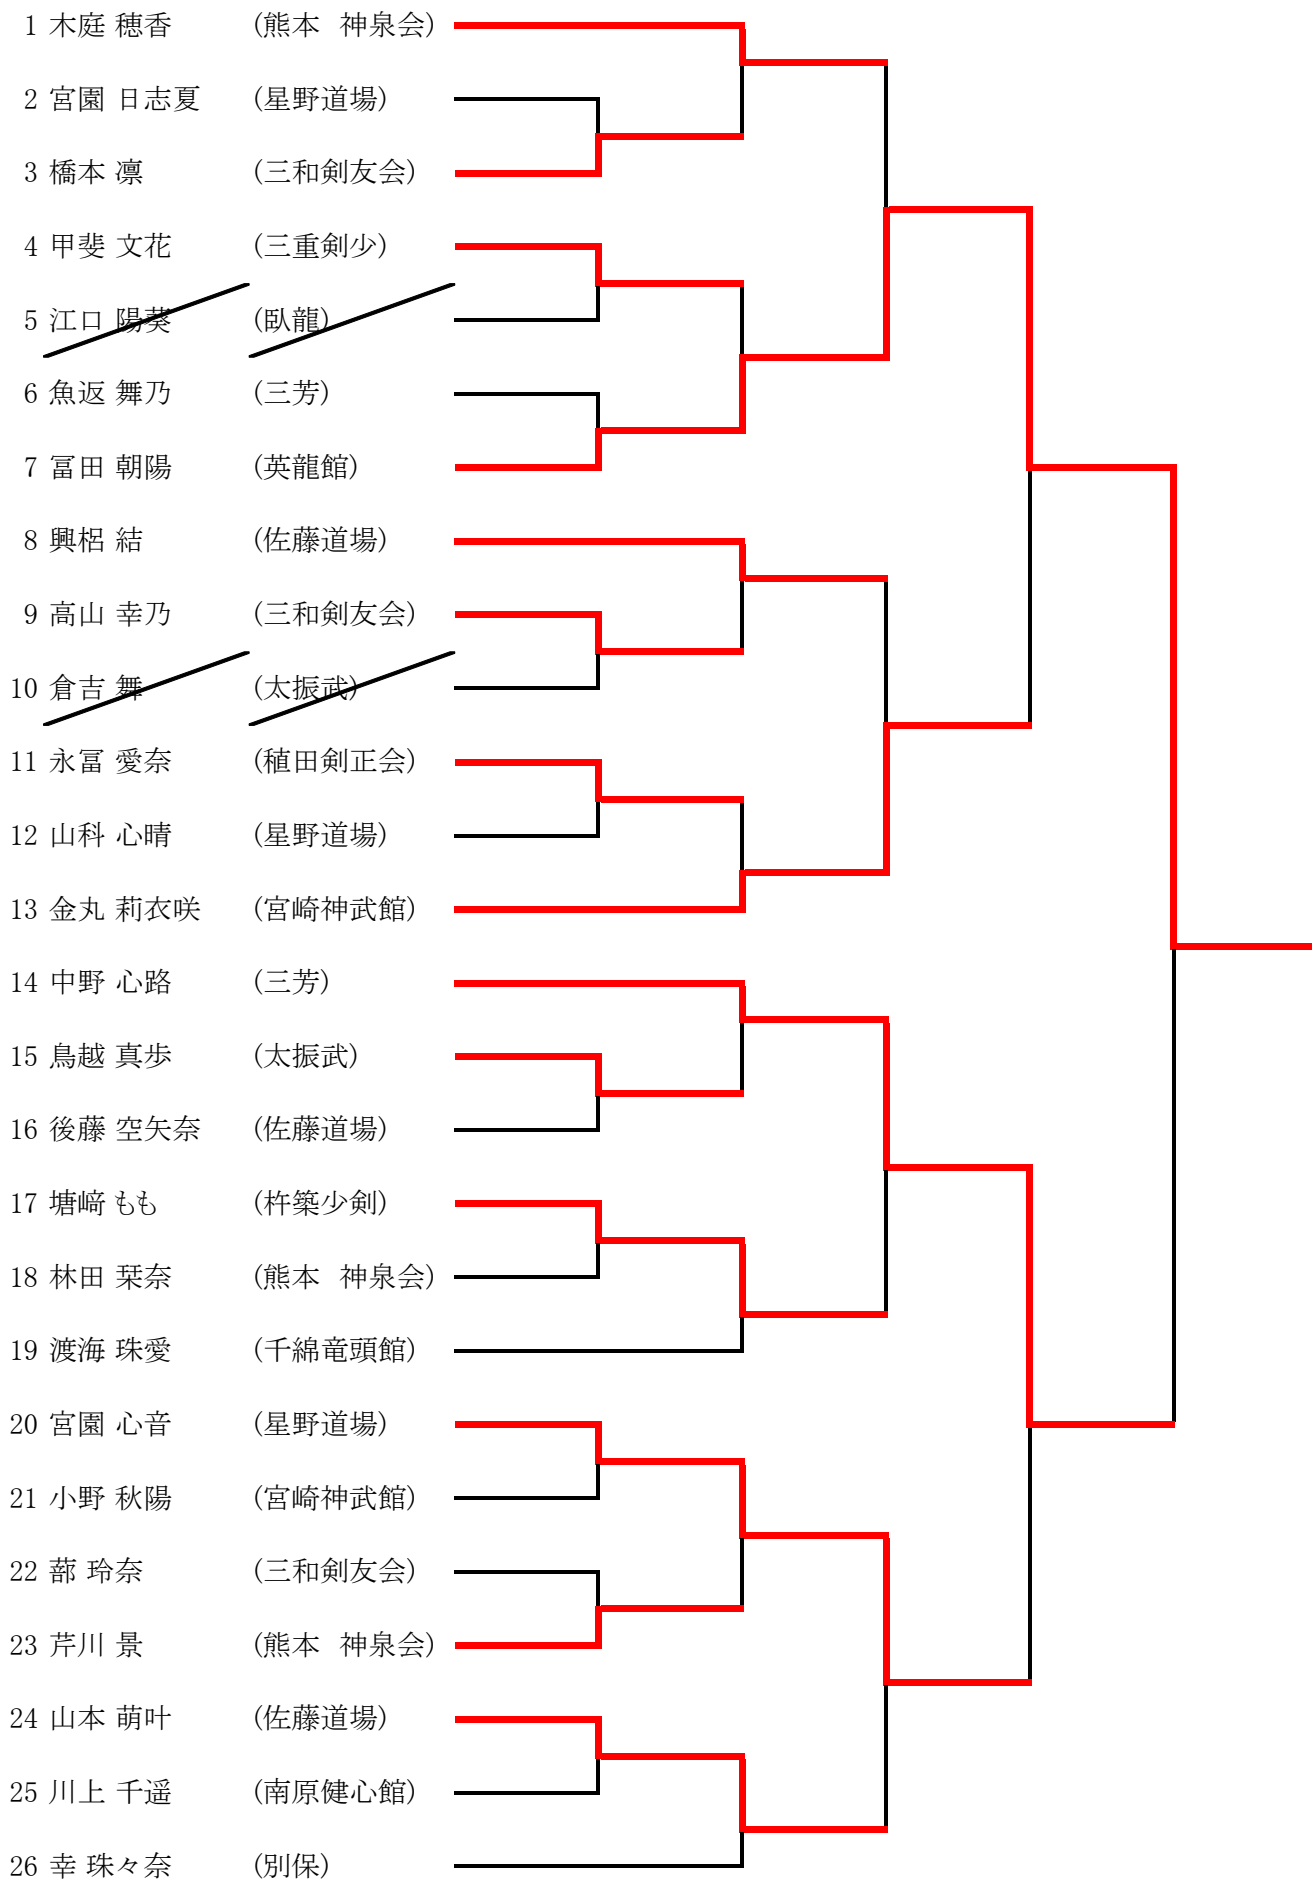 1 木庭 穂香 (熊本 神泉会)
2 宮園 日志夏 (星野道場)
3 橋本 凛 (三和剣友会)
4 甲斐 文花 (三重剣少)
5 江口 陽葵 (臥龍)
6 魚返 舞乃 (三芳)
7 冨田 朝陽 (英龍館)
8 興梠 結 (佐藤道場)
9 高山 幸乃 (三和剣友会)
10 倉吉 舞 (太振武)
11 永冨 愛奈 (稙田剣正会)
12 山科 心晴 (星野道場)
13 金丸 莉衣咲 (宮崎神武館)
14 中野 心路 (三芳)
15 鳥越 真歩 (太振武)
16 後藤 空矢奈 (佐藤道場)
17 塘﨑 もも (杵築少剣)
18 林田 栞奈 (熊本 神泉会)
19 渡海 珠愛 (千綿竜頭館)
20 宮園 心音 (星野道場)
21 小野 秋陽 (宮崎神武館)
22 蔀 玲奈 (三和剣友会)
23 芹川 景 (熊本 神泉会)
24 山本 萌叶 (佐藤道場)
25 川上 千遥 (南原健心館)
26 幸 珠々奈 (別保)